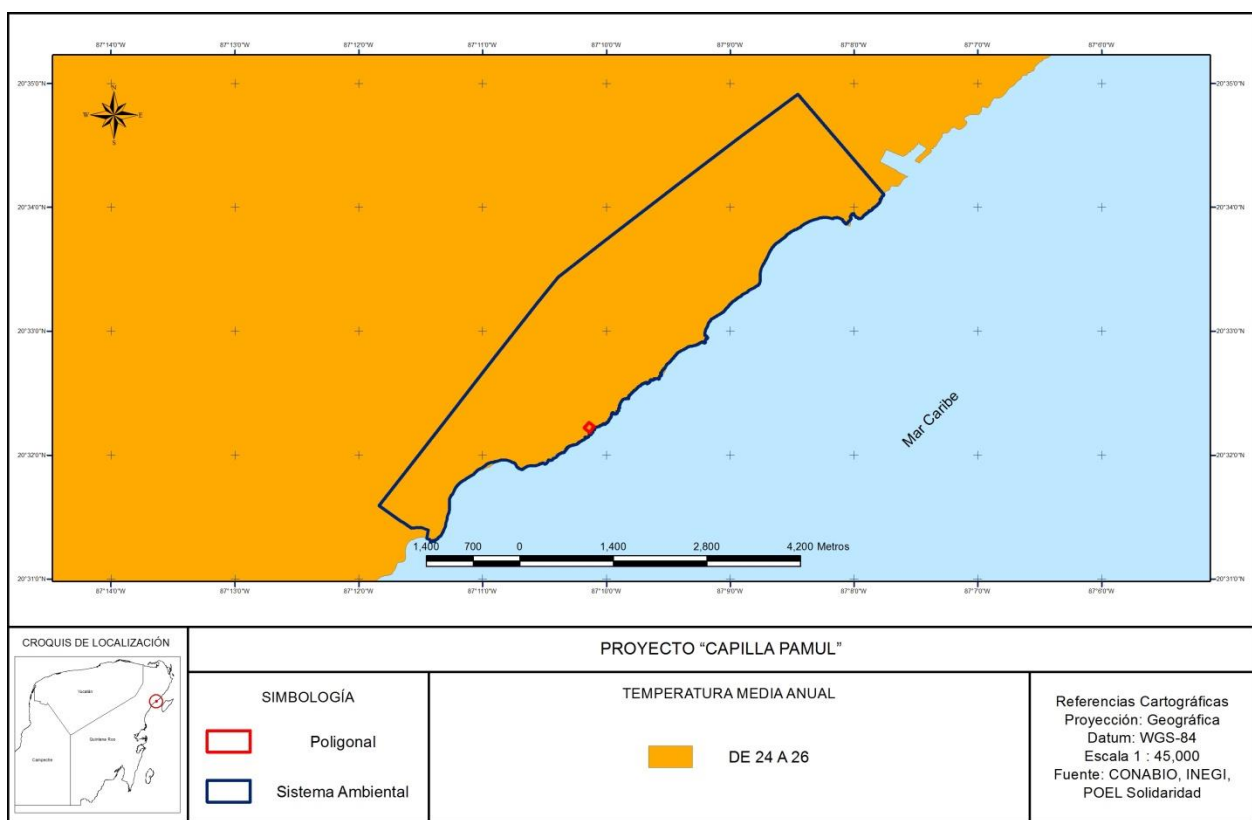 87°14'0"W 87°13'0"W 87°12'0"W 87°11'0"W 87°10'0"W 87°9'0"W 87°8'0"W 87°7'0"W 87°6'0"W
N
W E
S
20°35'0"N 20°35'0"N
20°34'0"N 20°34'0"N
20°33'0"N 20°33'0"N
20°32'0"N 20°32'0"N
20°31'0"N 20°31'0"N
Mar Caribe
1,400 700 0 1,400 2,800 4,200 Metros
87°14'0"W 87°13'0"W 87°12'0"W 87°11'0"W 87°10'0"W 87°9'0"W 87°8'0"W 87°7'0"W 87°6'0"W
CROQUIS DE LOCALIZACIÓN
Yucatán
Quintana Roo
Campeche
PROYECTO “CAPILLA PAMUL”
SIMBOLOGÍA
Poligonal
Sistema Ambiental
TEMPERATURA MEDIA ANUAL
DE 24 A 26
Referencias Cartográficas
Proyección: Geográfica
Datum: WGS-84
Escala 1 : 45,000
Fuente: CONABIO, INEGI,
POEL Solidaridad